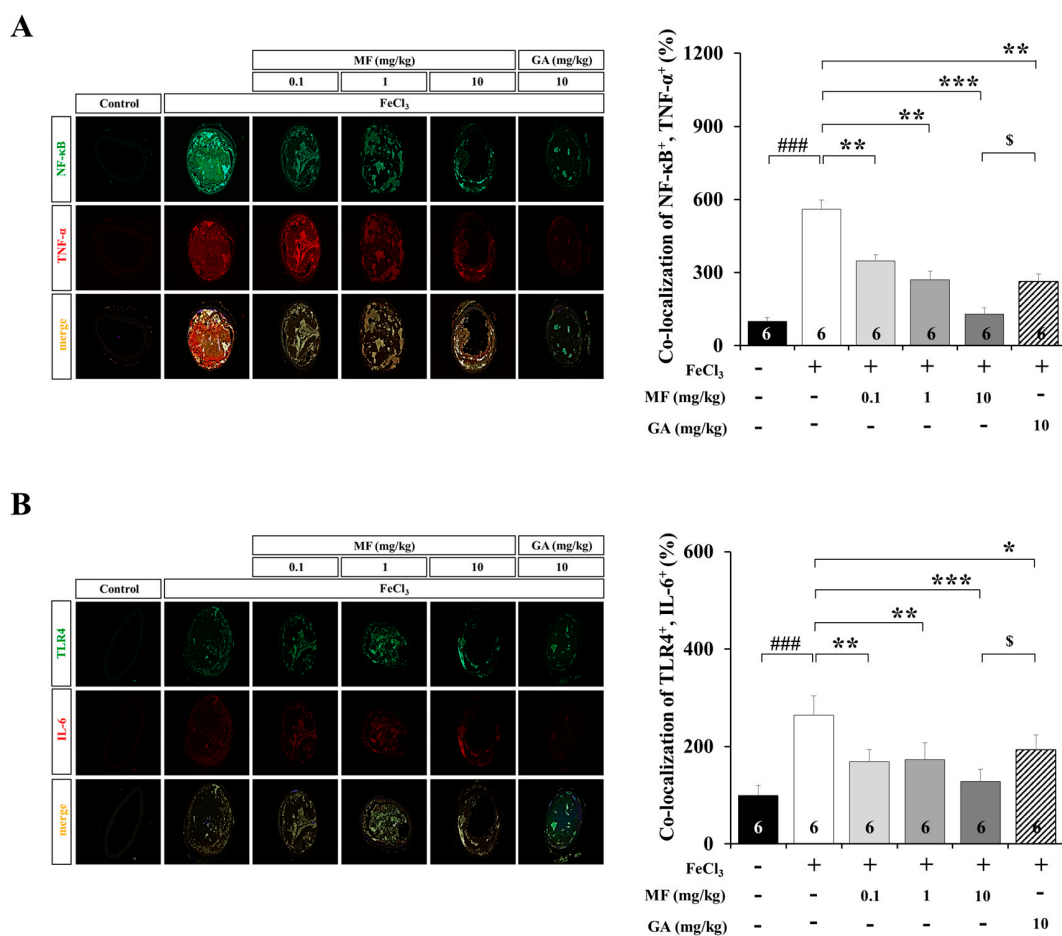 A
MF (mg/kg) GA (mg/kg)
0.1 1 10 10
Control FeCl₃
NF-κB
TNF-α
merge
Co-localization of NF-κB⁺, TNF-α⁺ (%)
1200
900
600
300
0
### ** ** *** ** $
6 6 6 6 6 6
FeCl₃ - + + + + +
MF (mg/kg) - - 0.1 1 10 -
GA (mg/kg) - - - - - 10
B
MF (mg/kg) GA (mg/kg)
0.1 1 10 10
Control FeCl₃
TLR4
IL-6
merge
Co-localization of TLR4⁺, IL-6⁺ (%)
600
400
200
0
### ** ** *** * $
6 6 6 6 6 6
FeCl₃ - + + + + +
MF (mg/kg) - - 0.1 1 10 -
GA (mg/kg) - - - - - 10